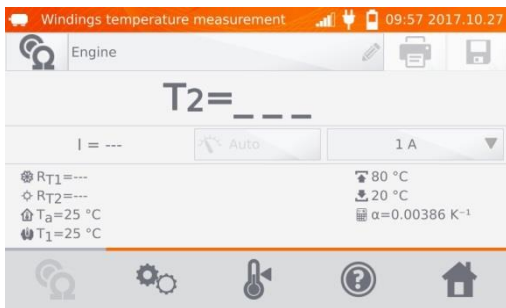 Windings temperature measurement 09:57 2017.10.27
Engine
T2=_ _ _
I = --- Auto 1 A
RT1=--- 80 °C
RT2=--- 20 °C
Ta=25 °C α=0.00386 K⁻¹
T1=25 °C
?